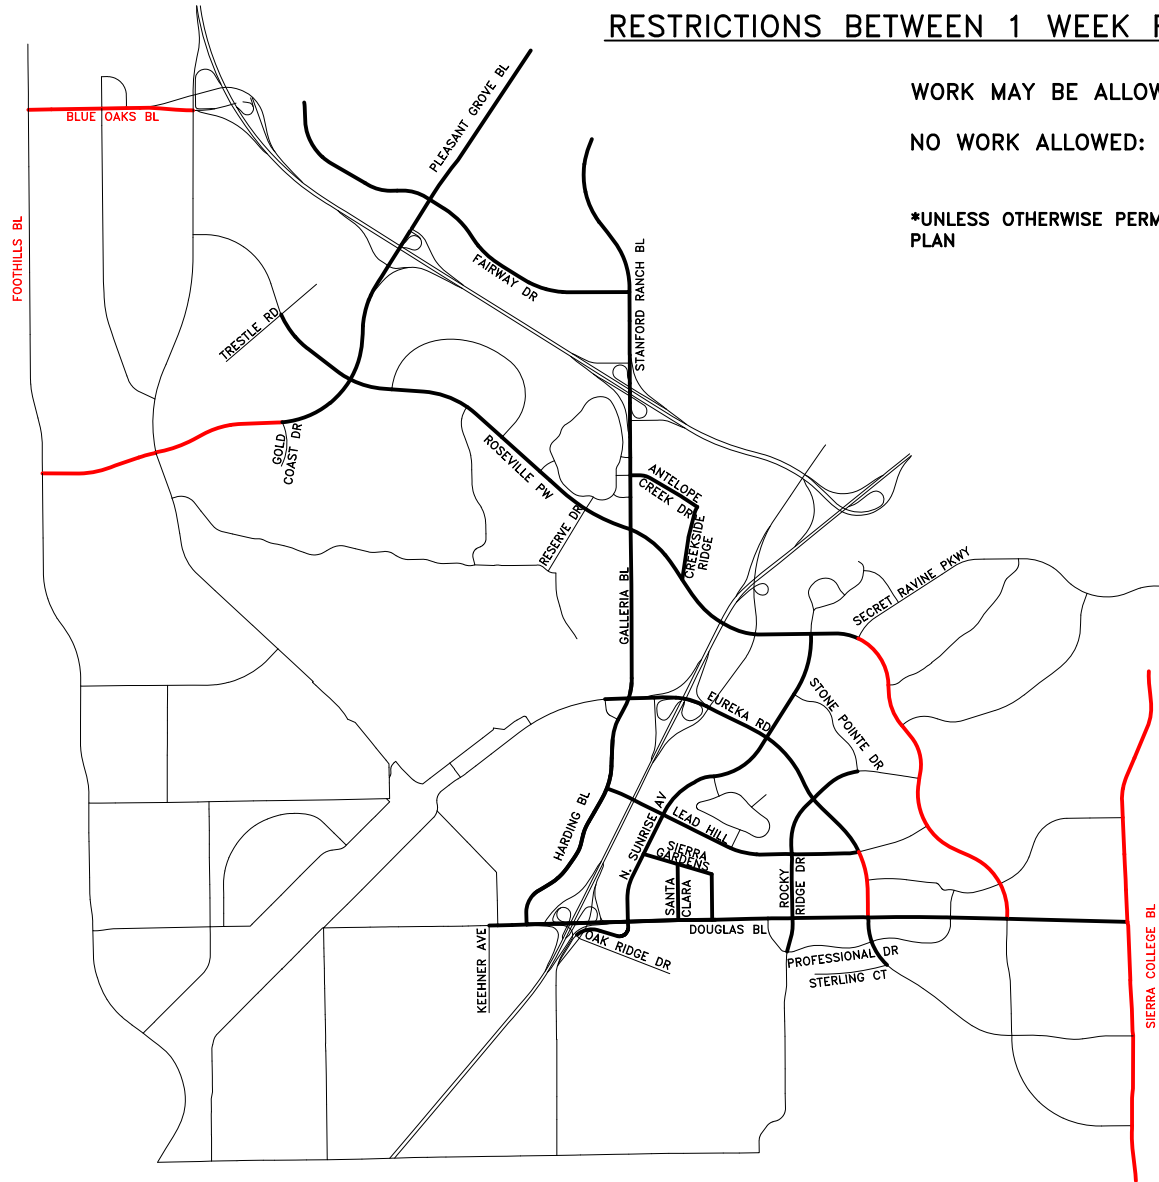 RESTRICTIONS BETWEEN 1 WEEK
WORK MAY BE ALLOW
NO WORK ALLOWED:
*UNLESS OTHERWISE PERM
PLAN
BLUE OAKS BL
PLEASANT GROVE BL
FOOTHILLS BL
FAIRWAY DR
STANFORD RANCH BL
TRESTLE RD
GOLD
COAST DR
ROSEVILLE PW
ANTELOPE
CREEK DR
CREEKSIDE
RIDGE
RESERVE DR
GALLERIA BL
SECRET RAVINE PKWY
STONE POINTE DR
EUREKA RD
HARDING BL
N. SUNRISE AV
LEAD HILL
SIERRA
GARDENS
SANTA
CLARA
ROCKY
RIDGE DR
DOUGLAS BL
KEEHNER AVE
OAK RIDGE DR
PROFESSIONAL DR
STERLING CT
SIERRA COLLEGE BL